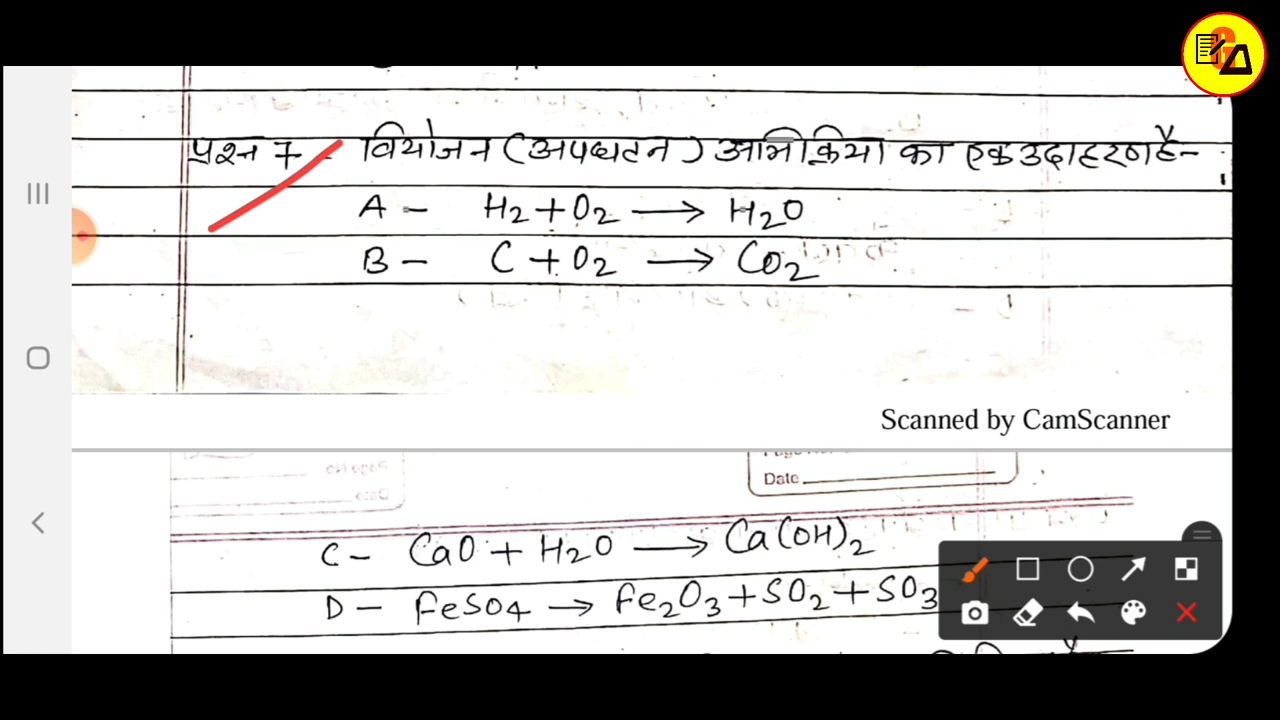 प्रश्न 7 - वियोजन (अपघटन) अभिक्रिया का एक उदाहरण है-
A - H₂ + O₂ → H₂O
B - C + O₂ → CO₂
Scanned by CamScanner
Date
C - CaO + H₂O → Ca(OH)₂
D - FeSO₄ → Fe₂O₃ + SO₂ + SO₃